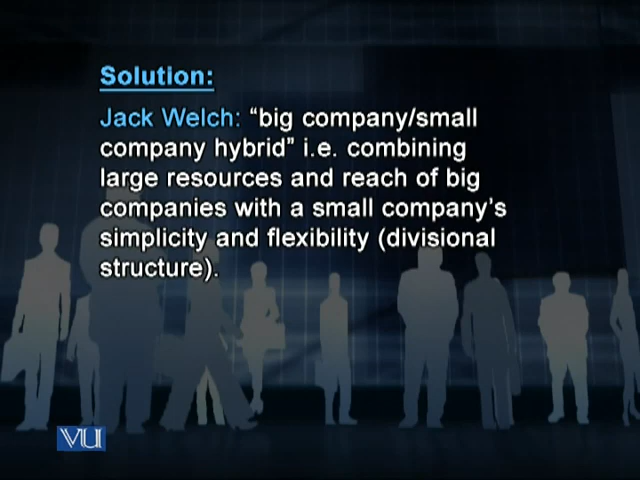 Solution:
Jack Welch: “big company/small
company hybrid” i.e. combining
large resources and reach of big
companies with a small company’s
simplicity and flexibility (divisional
structure).
VU